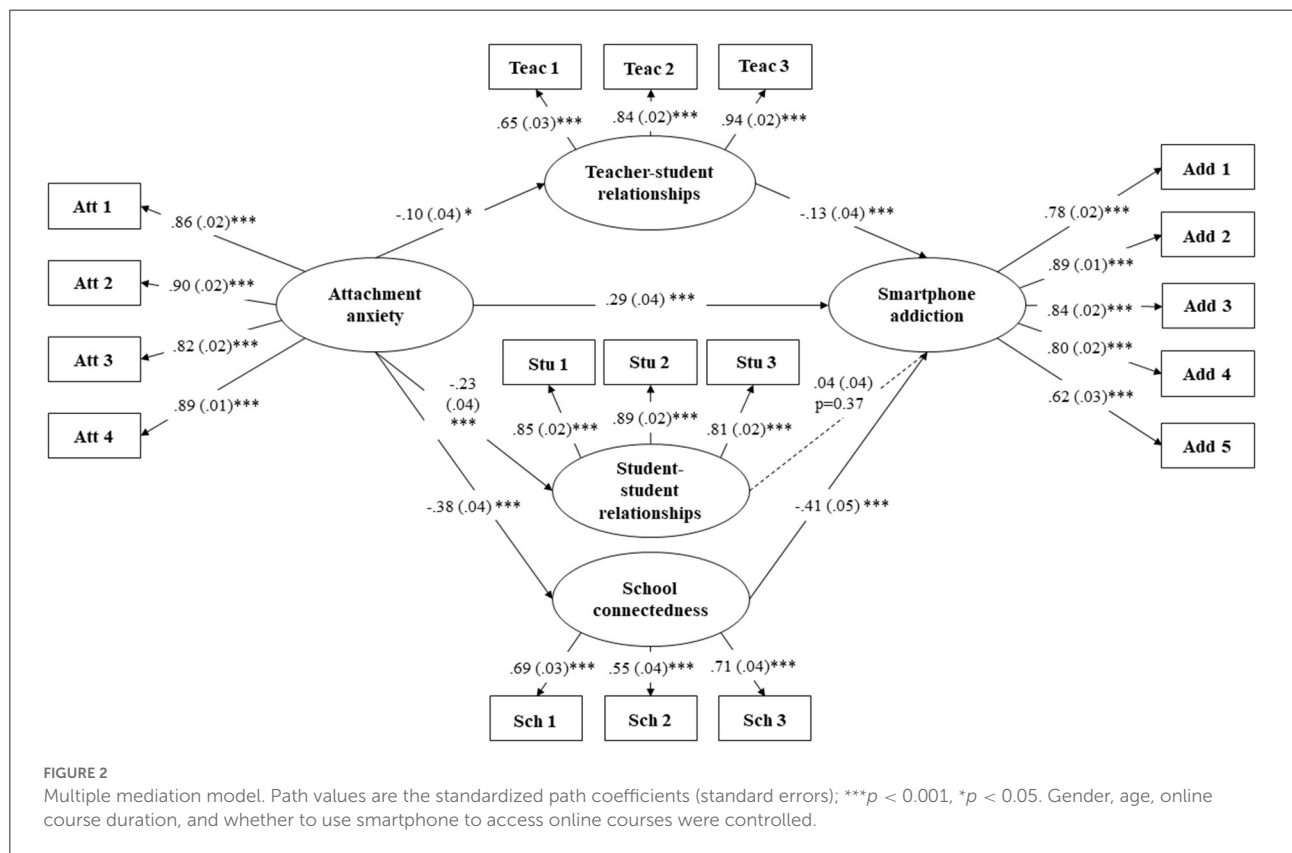 Teac 1
Teac 2
Teac 3
.65 (.03)***
.84 (.02)***
.94 (.02)***
Teacher-student
relationships
Att 1
Att 2
Att 3
Att 4
.86 (.02)***
.90 (.02)***
.82 (.02)***
.89 (.01)***
-.10 (.04) *
-.13 (.04) ***
Attachment
anxiety
.29 (.04) ***
Smartphone
addiction
.78 (.02)***
.89 (.01)***
.84 (.02)***
.80 (.02)***
.62 (.03)***
Add 1
Add 2
Add 3
Add 4
Add 5
Stu 1
Stu 2
Stu 3
-.23
(.04)
***
.85 (.02)***
.89 (.02)***
.81 (.02)***
.04 (.04)
p=0.37
Student-
student
relationships
-.38 (.04) ***
-.41 (.05) ***
School
connectedness
.69 (.03)***
.55 (.04)***
.71 (.04)***
Sch 1
Sch 2
Sch 3
FIGURE 2
Multiple mediation model. Path values are the standardized path coefficients (standard errors); ***p < 0.001, *p < 0.05. Gender, age, online
course duration, and whether to use smartphone to access online courses were controlled.